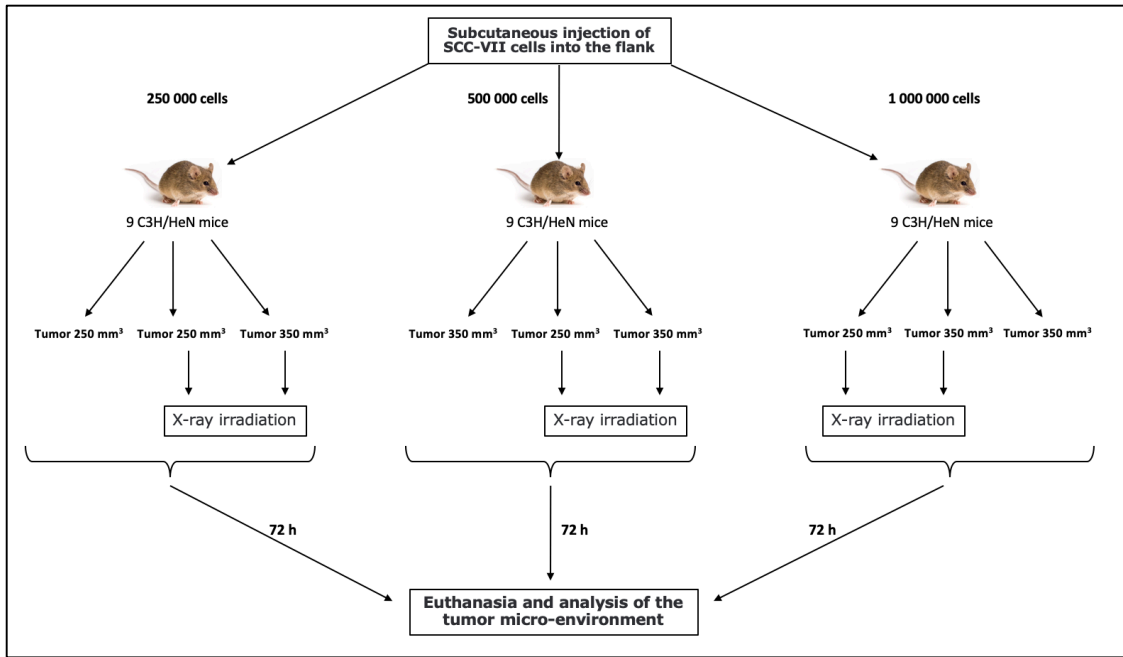 Subcutaneous injection of
SCC-VII cells into the flank
250 000 cells
500 000 cells
1 000 000 cells
9 C3H/HeN mice
9 C3H/HeN mice
9 C3H/HeN mice
Tumor 250 mm³
Tumor 250 mm³
Tumor 350 mm³
Tumor 350 mm³
Tumor 250 mm³
Tumor 350 mm³
Tumor 250 mm³
Tumor 350 mm³
Tumor 350 mm³
X-ray irradiation
X-ray irradiation
X-ray irradiation
72 h
72 h
72 h
Euthanasia and analysis of the
tumor micro-environment